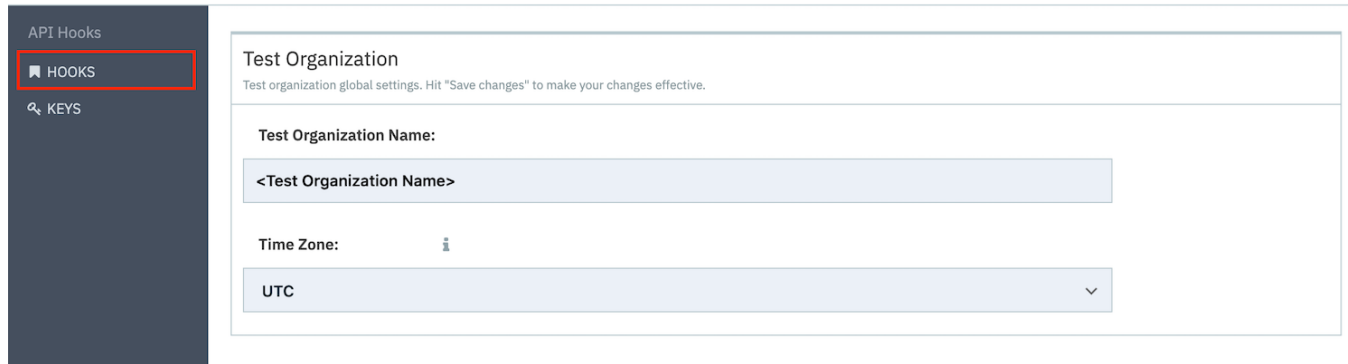 API Hooks
HOOKS
KEYS
Test Organization
Test organization global settings. Hit "Save changes" to make your changes effective.
Test Organization Name:
<Test Organization Name>
Time Zone:
UTC